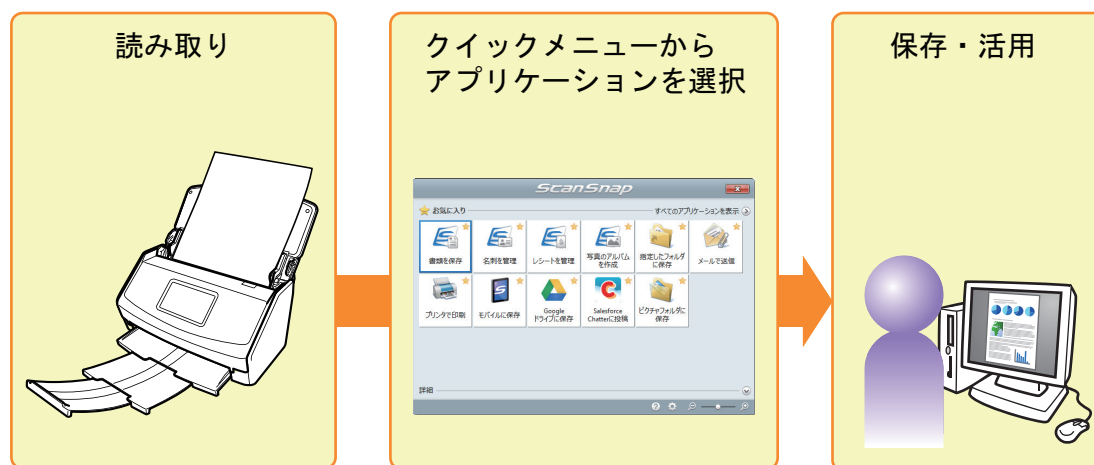 読み取り
クイックメニューから
アプリケーションを選択
保存・活用
ScanSnap
お気に入り
すべてのアプリケーションを表示
書類を保存
名刺を管理
レシートを管理
写真のアルバム
を作成
指定したフォルダ
に保存
メールで送信
プリンタで印刷
モバイルに保存
Google
ドライブに保存
Salesforce
Chatterに投稿
ピクチャフォルダに
保存
詳細